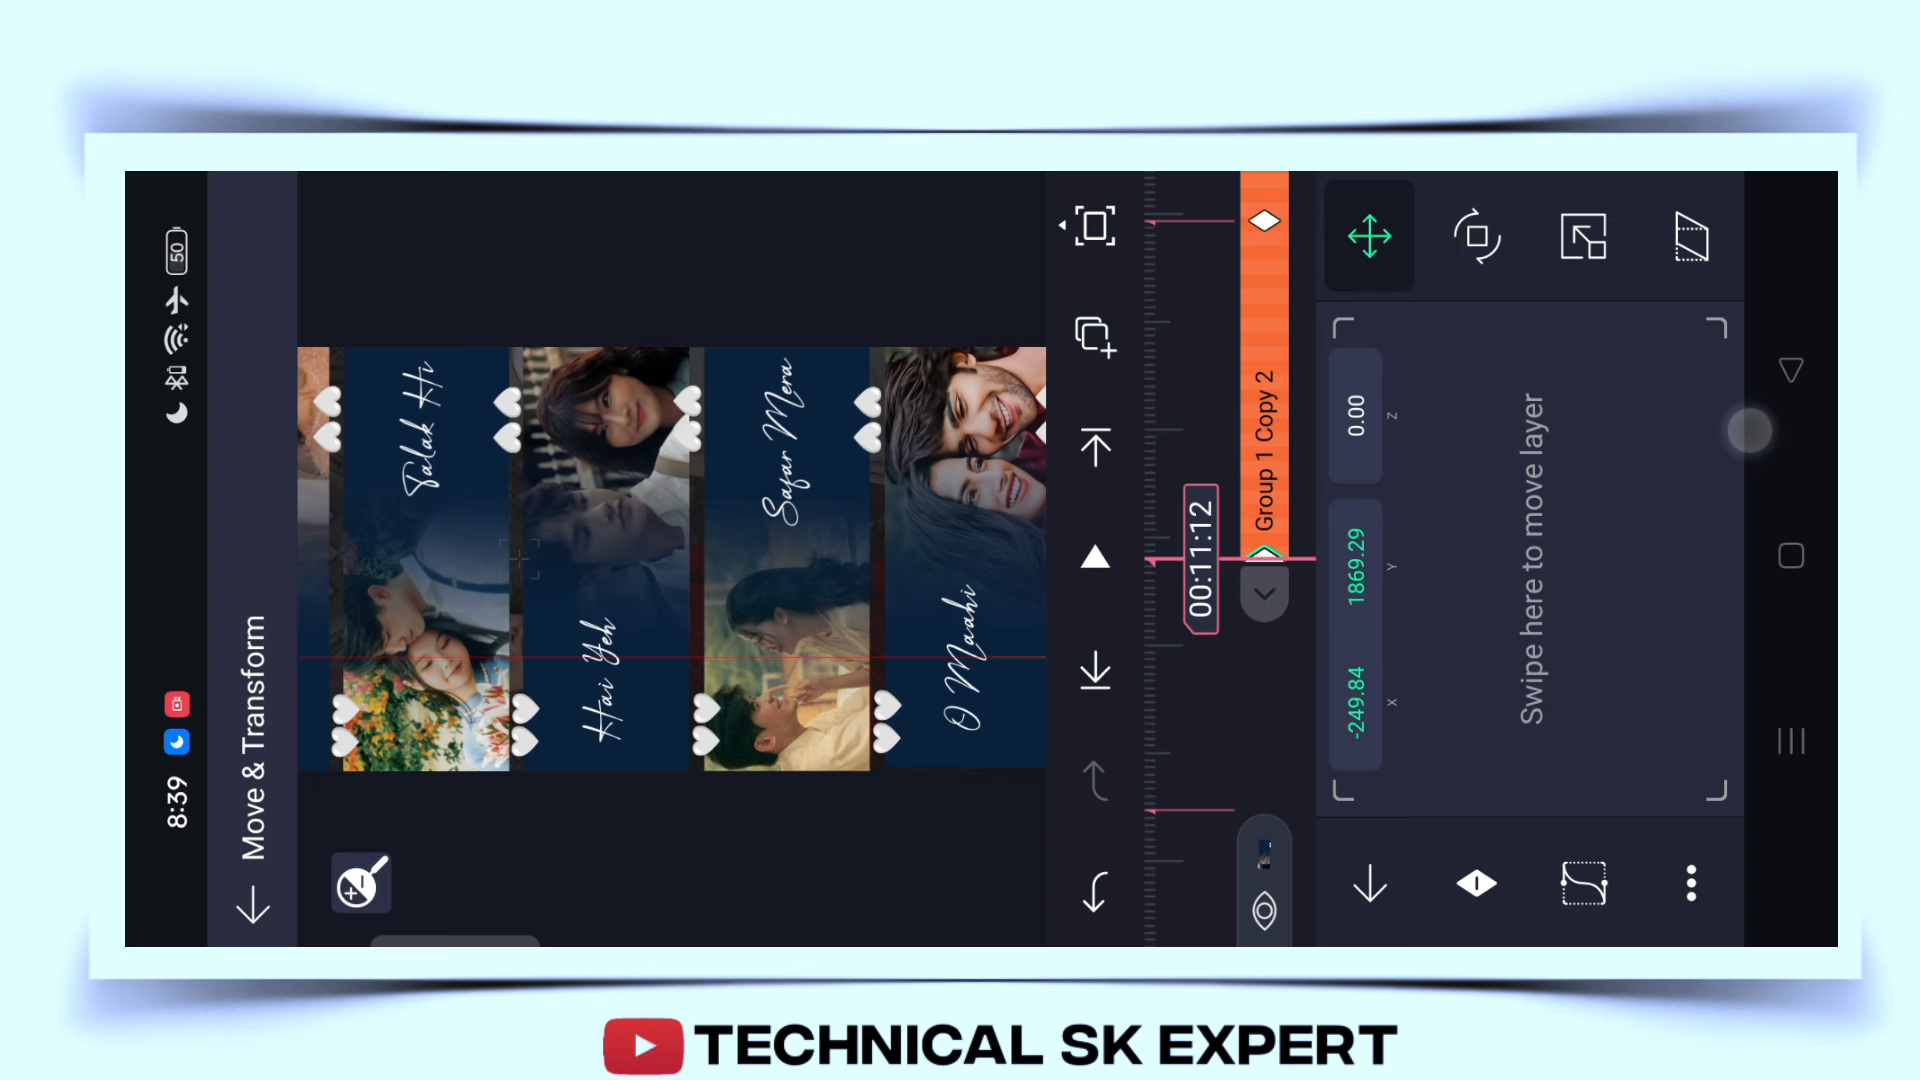 8:39
50
Move & Transform
Talak Hi
Hai Yeh
Safar Mera
O Maahi
00:11:12
Group 1 Copy 2
-249.84
X
1869.29
Y
0.00
Z
Swipe here to move layer
TECHNICAL SK EXPERT